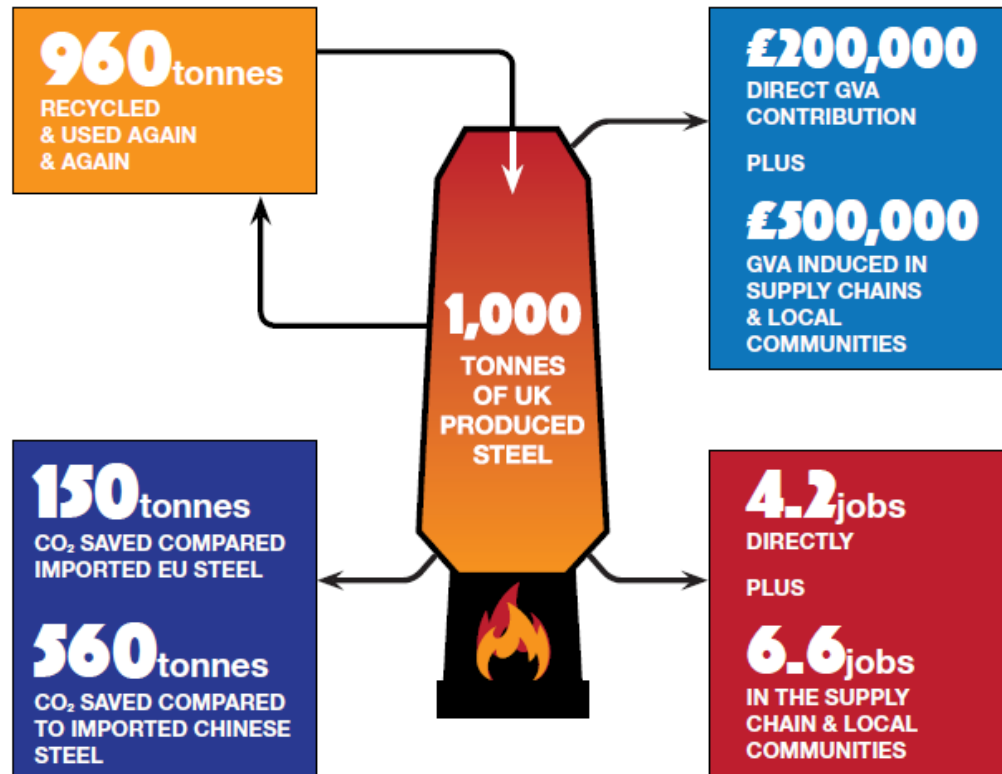 960tonnes
RECYCLED
& USED AGAIN
& AGAIN
£200,000
DIRECT GVA
CONTRIBUTION
PLUS
£500,000
GVA INDUCED IN
SUPPLY CHAINS
& LOCAL
COMMUNITIES
1,000
TONNES
OF UK
PRODUCED
STEEL
150tonnes
CO₂ SAVED COMPARED
IMPORTED EU STEEL
560tonnes
CO₂ SAVED COMPARED
TO IMPORTED CHINESE
STEEL
4.2jobs
DIRECTLY
PLUS
6.6jobs
IN THE SUPPLY
CHAIN & LOCAL
COMMUNITIES